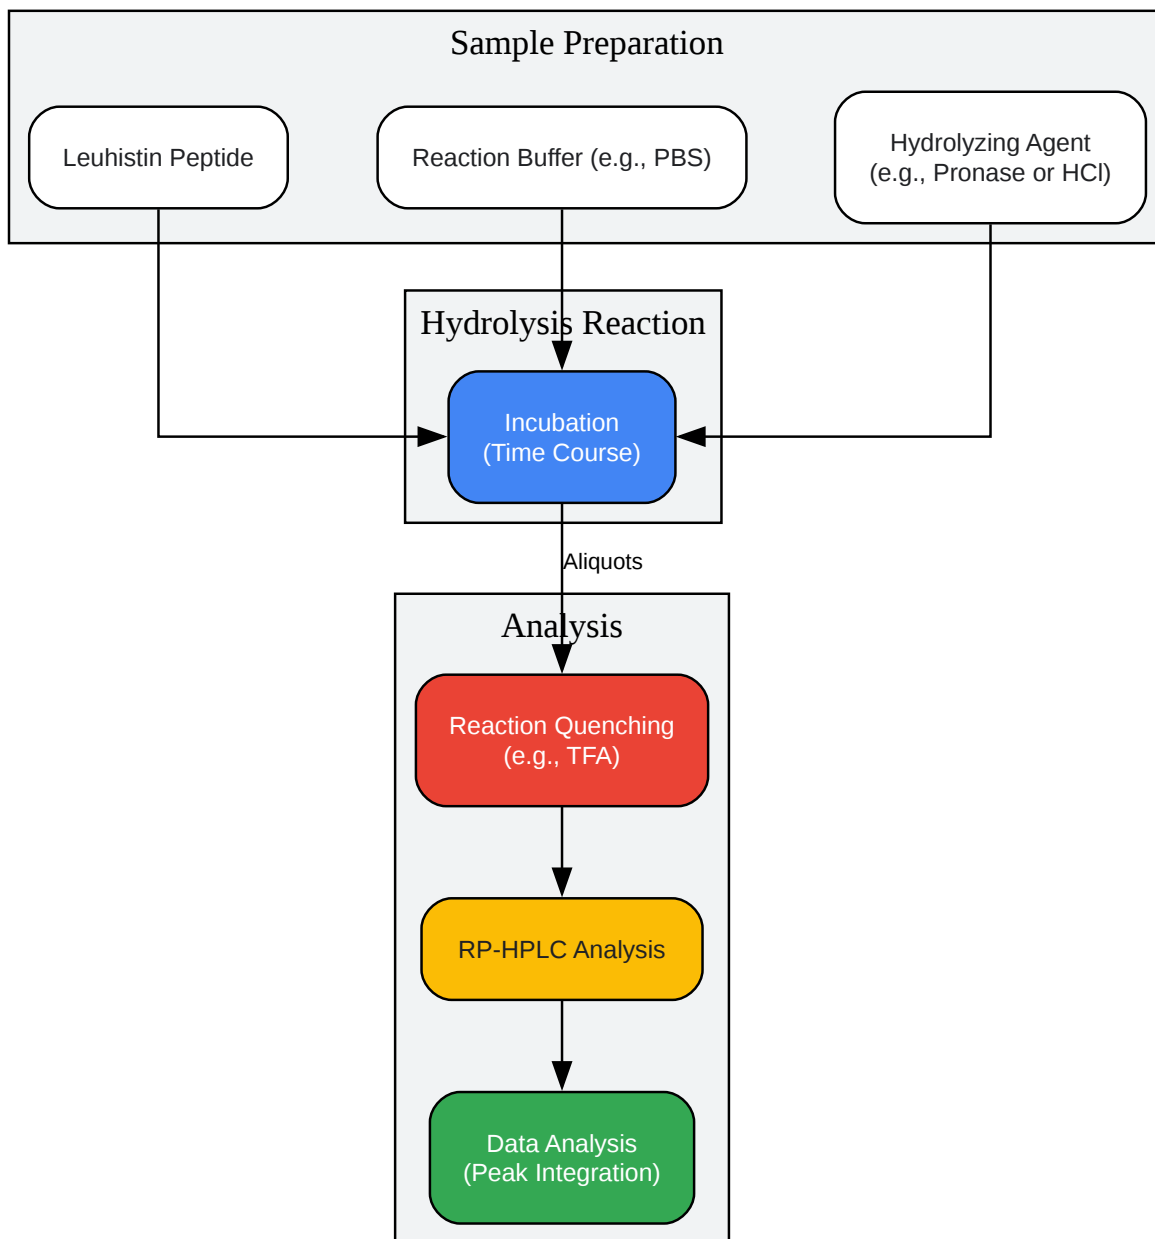 Sample Preparation
Leuhistin Peptide
Reaction Buffer (e.g., PBS)
Hydrolyzing Agent
(e.g., Pronase or HCl)
Hydrolysis Reaction
Incubation
(Time Course)
Aliquots
Analysis
Reaction Quenching
(e.g., TFA)
RP-HPLC Analysis
Data Analysis
(Peak Integration)